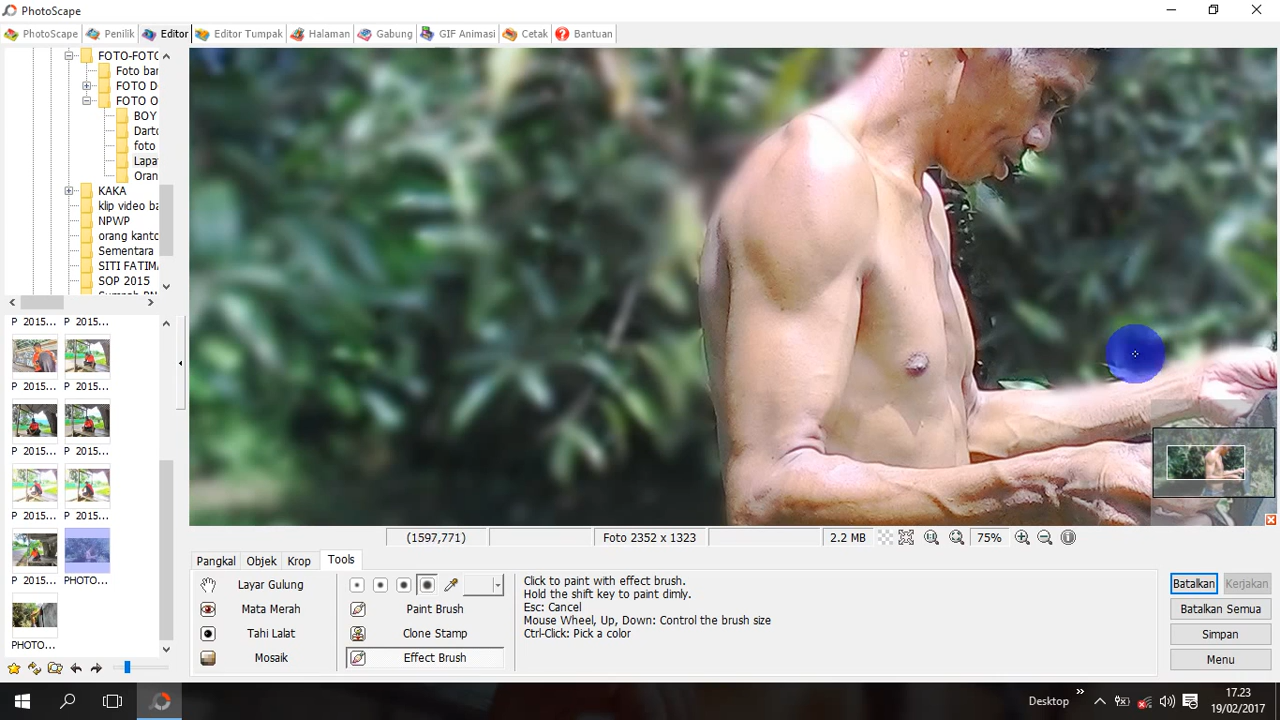 PhotoScape
PhotoScape Penilik Editor Editor Tumpak Halaman Gabung GIF Animasi Cetak Bantuan
FOTO-FOTO
Foto bar
FOTO D
FOTO O
BOY
Darto
foto
Lapa
Oran
KAKA
klip video ba
NPWP
orang kanto
Sementara
SITI FATIM
SOP 2015
P 2015... P 2015...
P 2015... P 2015...
P 2015... P 2015...
P 2015... P 2015...
P 2015... PHOTO...
PHOTO...
(1597,771) Foto 2352 x 1323 2.2 MB 75%
Pangkal Objek Krop Tools
Layar Gulung
Mata Merah
Tahi Lalat
Mosaik
Paint Brush
Clone Stamp
Effect Brush
Click to paint with effect brush.
Hold the shift key to paint dimly.
Esc: Cancel
Mouse Wheel, Up, Down: Control the brush size
Ctrl-Click: Pick a color
Batalkan Kerjakan
Batalkan Semua
Simpan
Menu
Desktop
17.23
19/02/2017